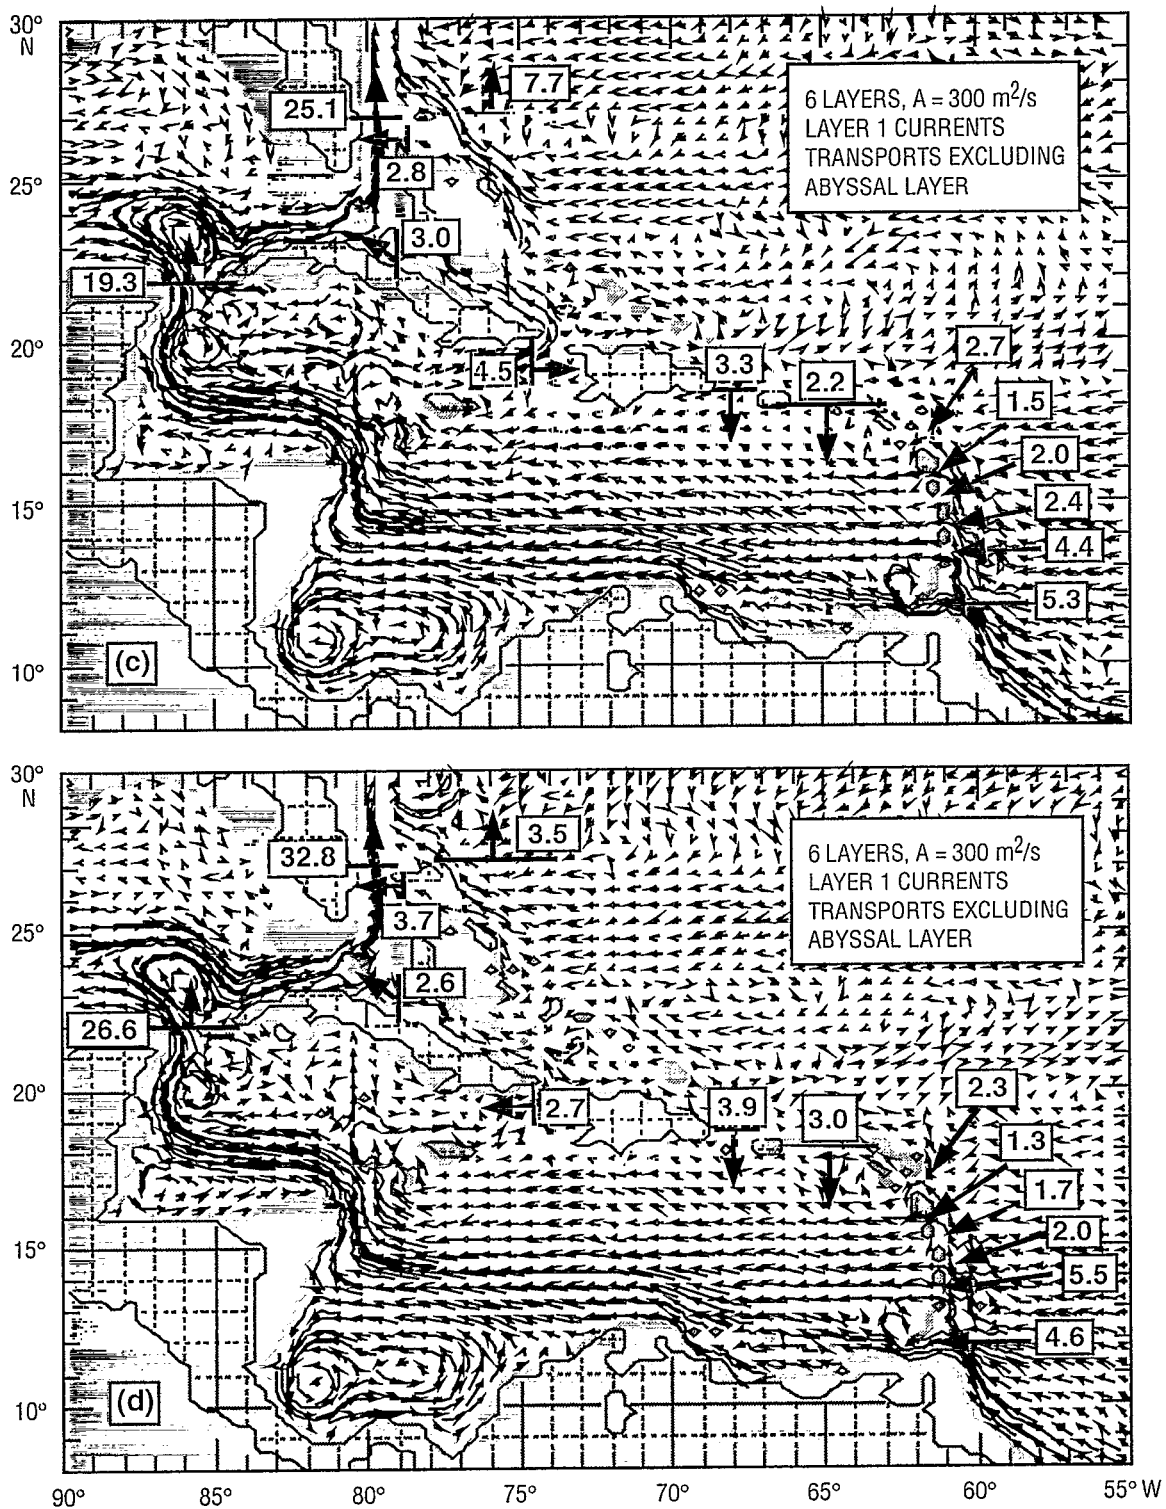 30°
N
25°
20°
15°
10°
7.7
25.1
2.8
3.0
19.3
4.5
3.3
2.2
2.7
1.5
2.0
2.4
4.4
5.3
6 LAYERS, A = 300 m²/s
LAYER 1 CURRENTS
TRANSPORTS EXCLUDING
ABYSSAL LAYER
(c)
30°
N
25°
20°
15°
10°
3.5
32.8
3.7
2.6
26.6
2.7
3.9
3.0
2.3
1.3
1.7
2.0
5.5
4.6
6 LAYERS, A = 300 m²/s
LAYER 1 CURRENTS
TRANSPORTS EXCLUDING
ABYSSAL LAYER
(d)
90° 85° 80° 75° 70° 65° 60° 55° W